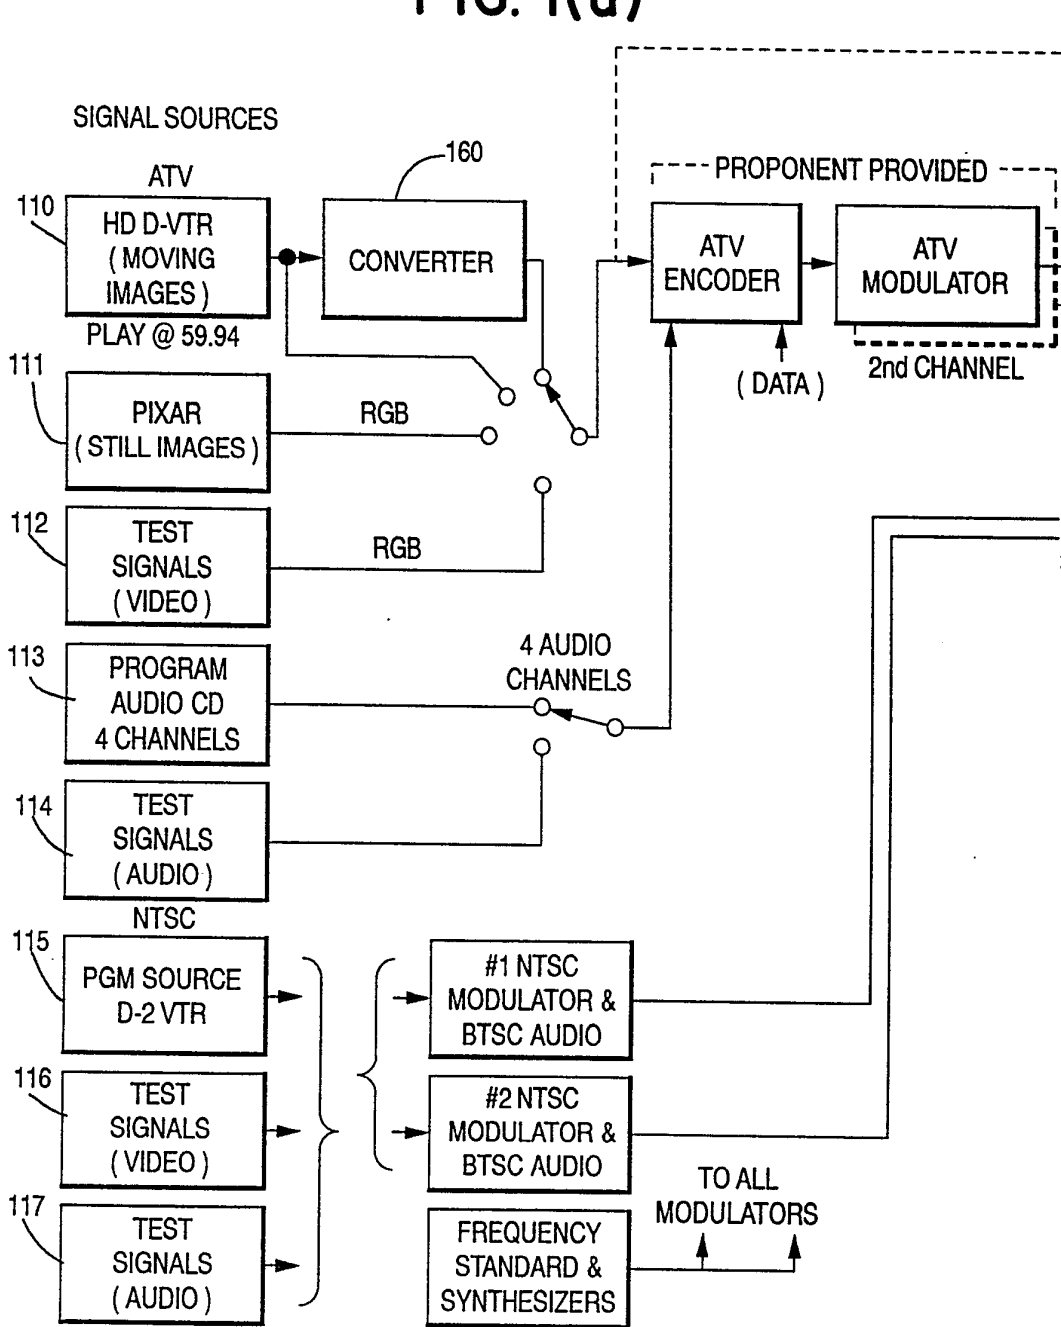 FIG. 1(a)
SIGNAL SOURCES
160
ATV
PROPONENT PROVIDED
110
HD D-VTR
( MOVING
IMAGES )
CONVERTER
ATV
ENCODER
ATV
MODULATOR
PLAY @ 59.94
2nd CHANNEL
( DATA )
111
PIXAR
( STILL IMAGES )
RGB
112
TEST
SIGNALS
( VIDEO )
RGB
113
PROGRAM
AUDIO CD
4 CHANNELS
4 AUDIO
CHANNELS
114
TEST
SIGNALS
( AUDIO )
NTSC
115
PGM SOURCE
D-2 VTR
#1 NTSC
MODULATOR &
BTSC AUDIO
116
TEST
SIGNALS
( VIDEO )
#2 NTSC
MODULATOR &
BTSC AUDIO
TO ALL
MODULATORS
117
TEST
SIGNALS
( AUDIO )
FREQUENCY
STANDARD &
SYNTHESIZERS